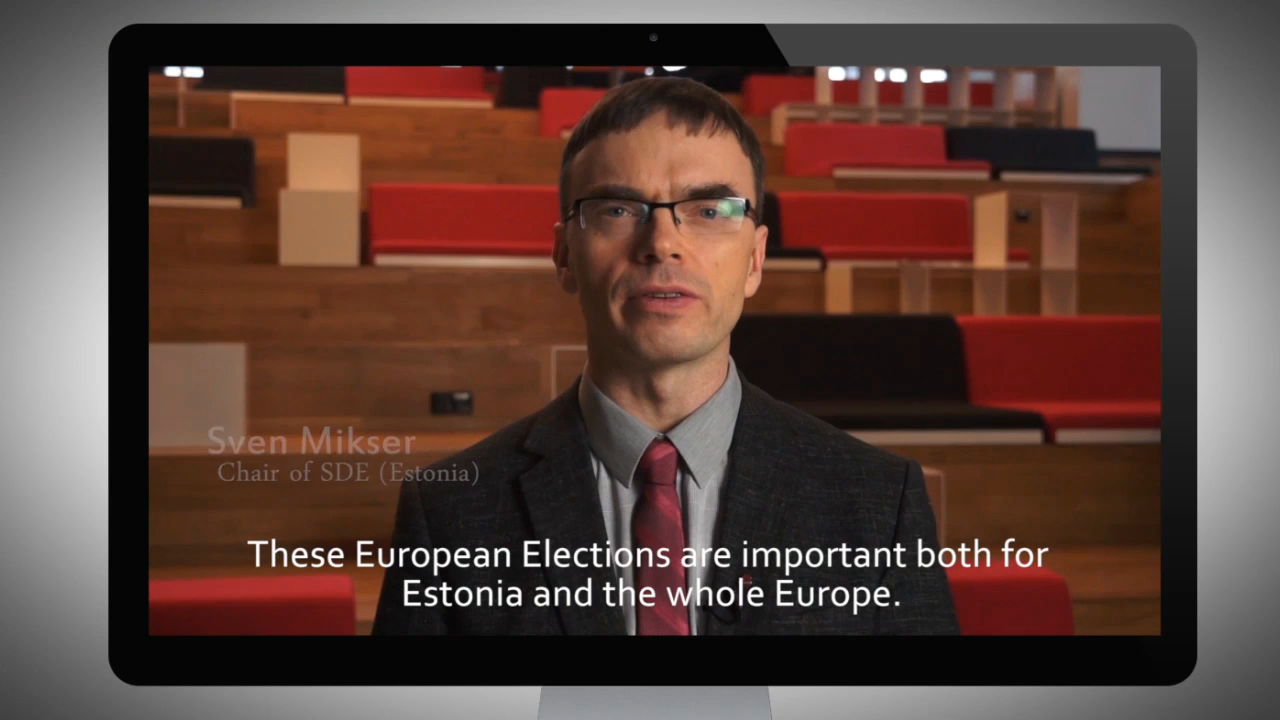 Sven Mikser
Chair of SDE (Estonia)
These European Elections are important both for
Estonia and the whole Europe.